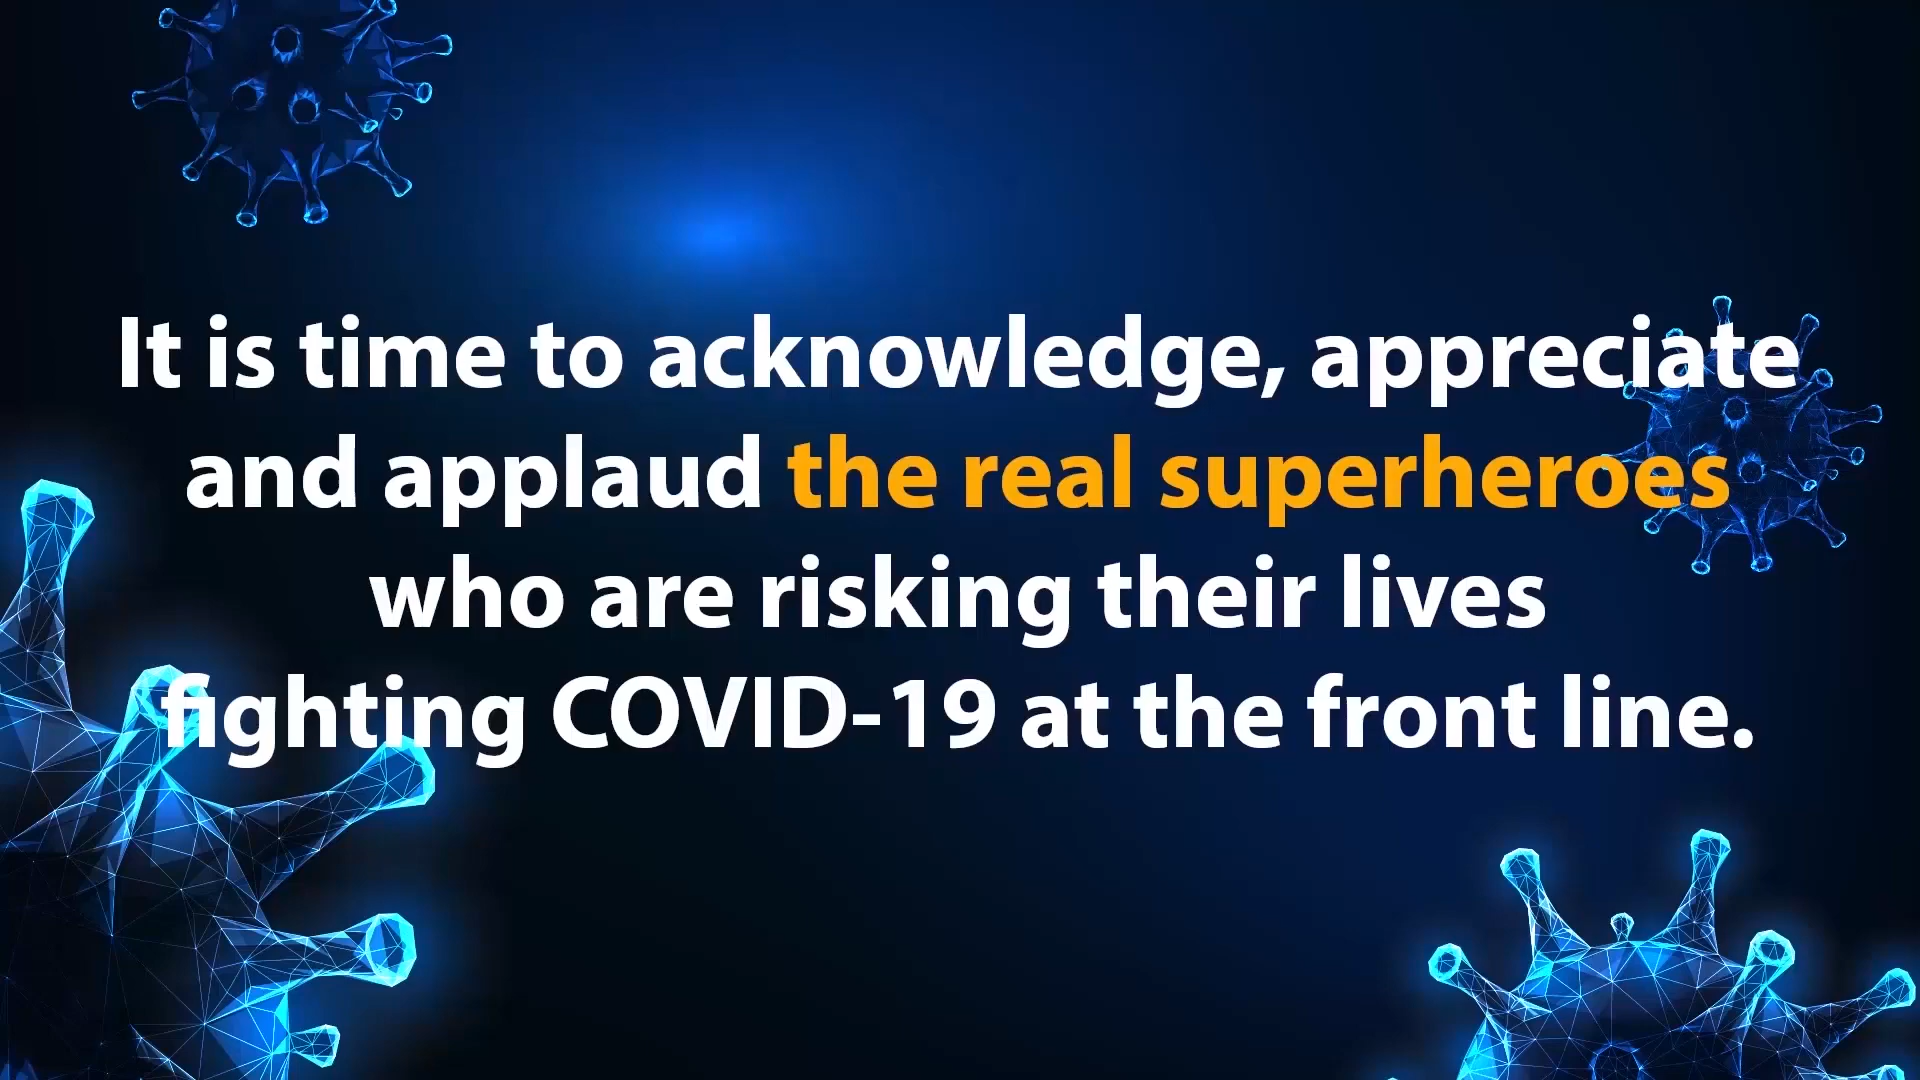 It is time to acknowledge, appreciate
and applaud the real superheroes
who are risking their lives
fighting COVID-19 at the front line.